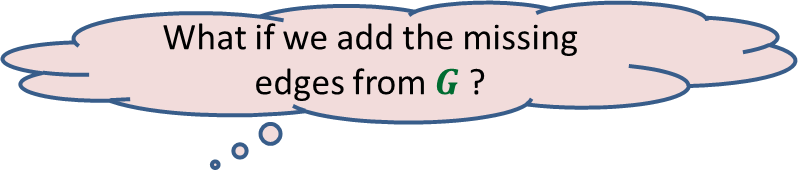 What if we add the missing
edges from G ?